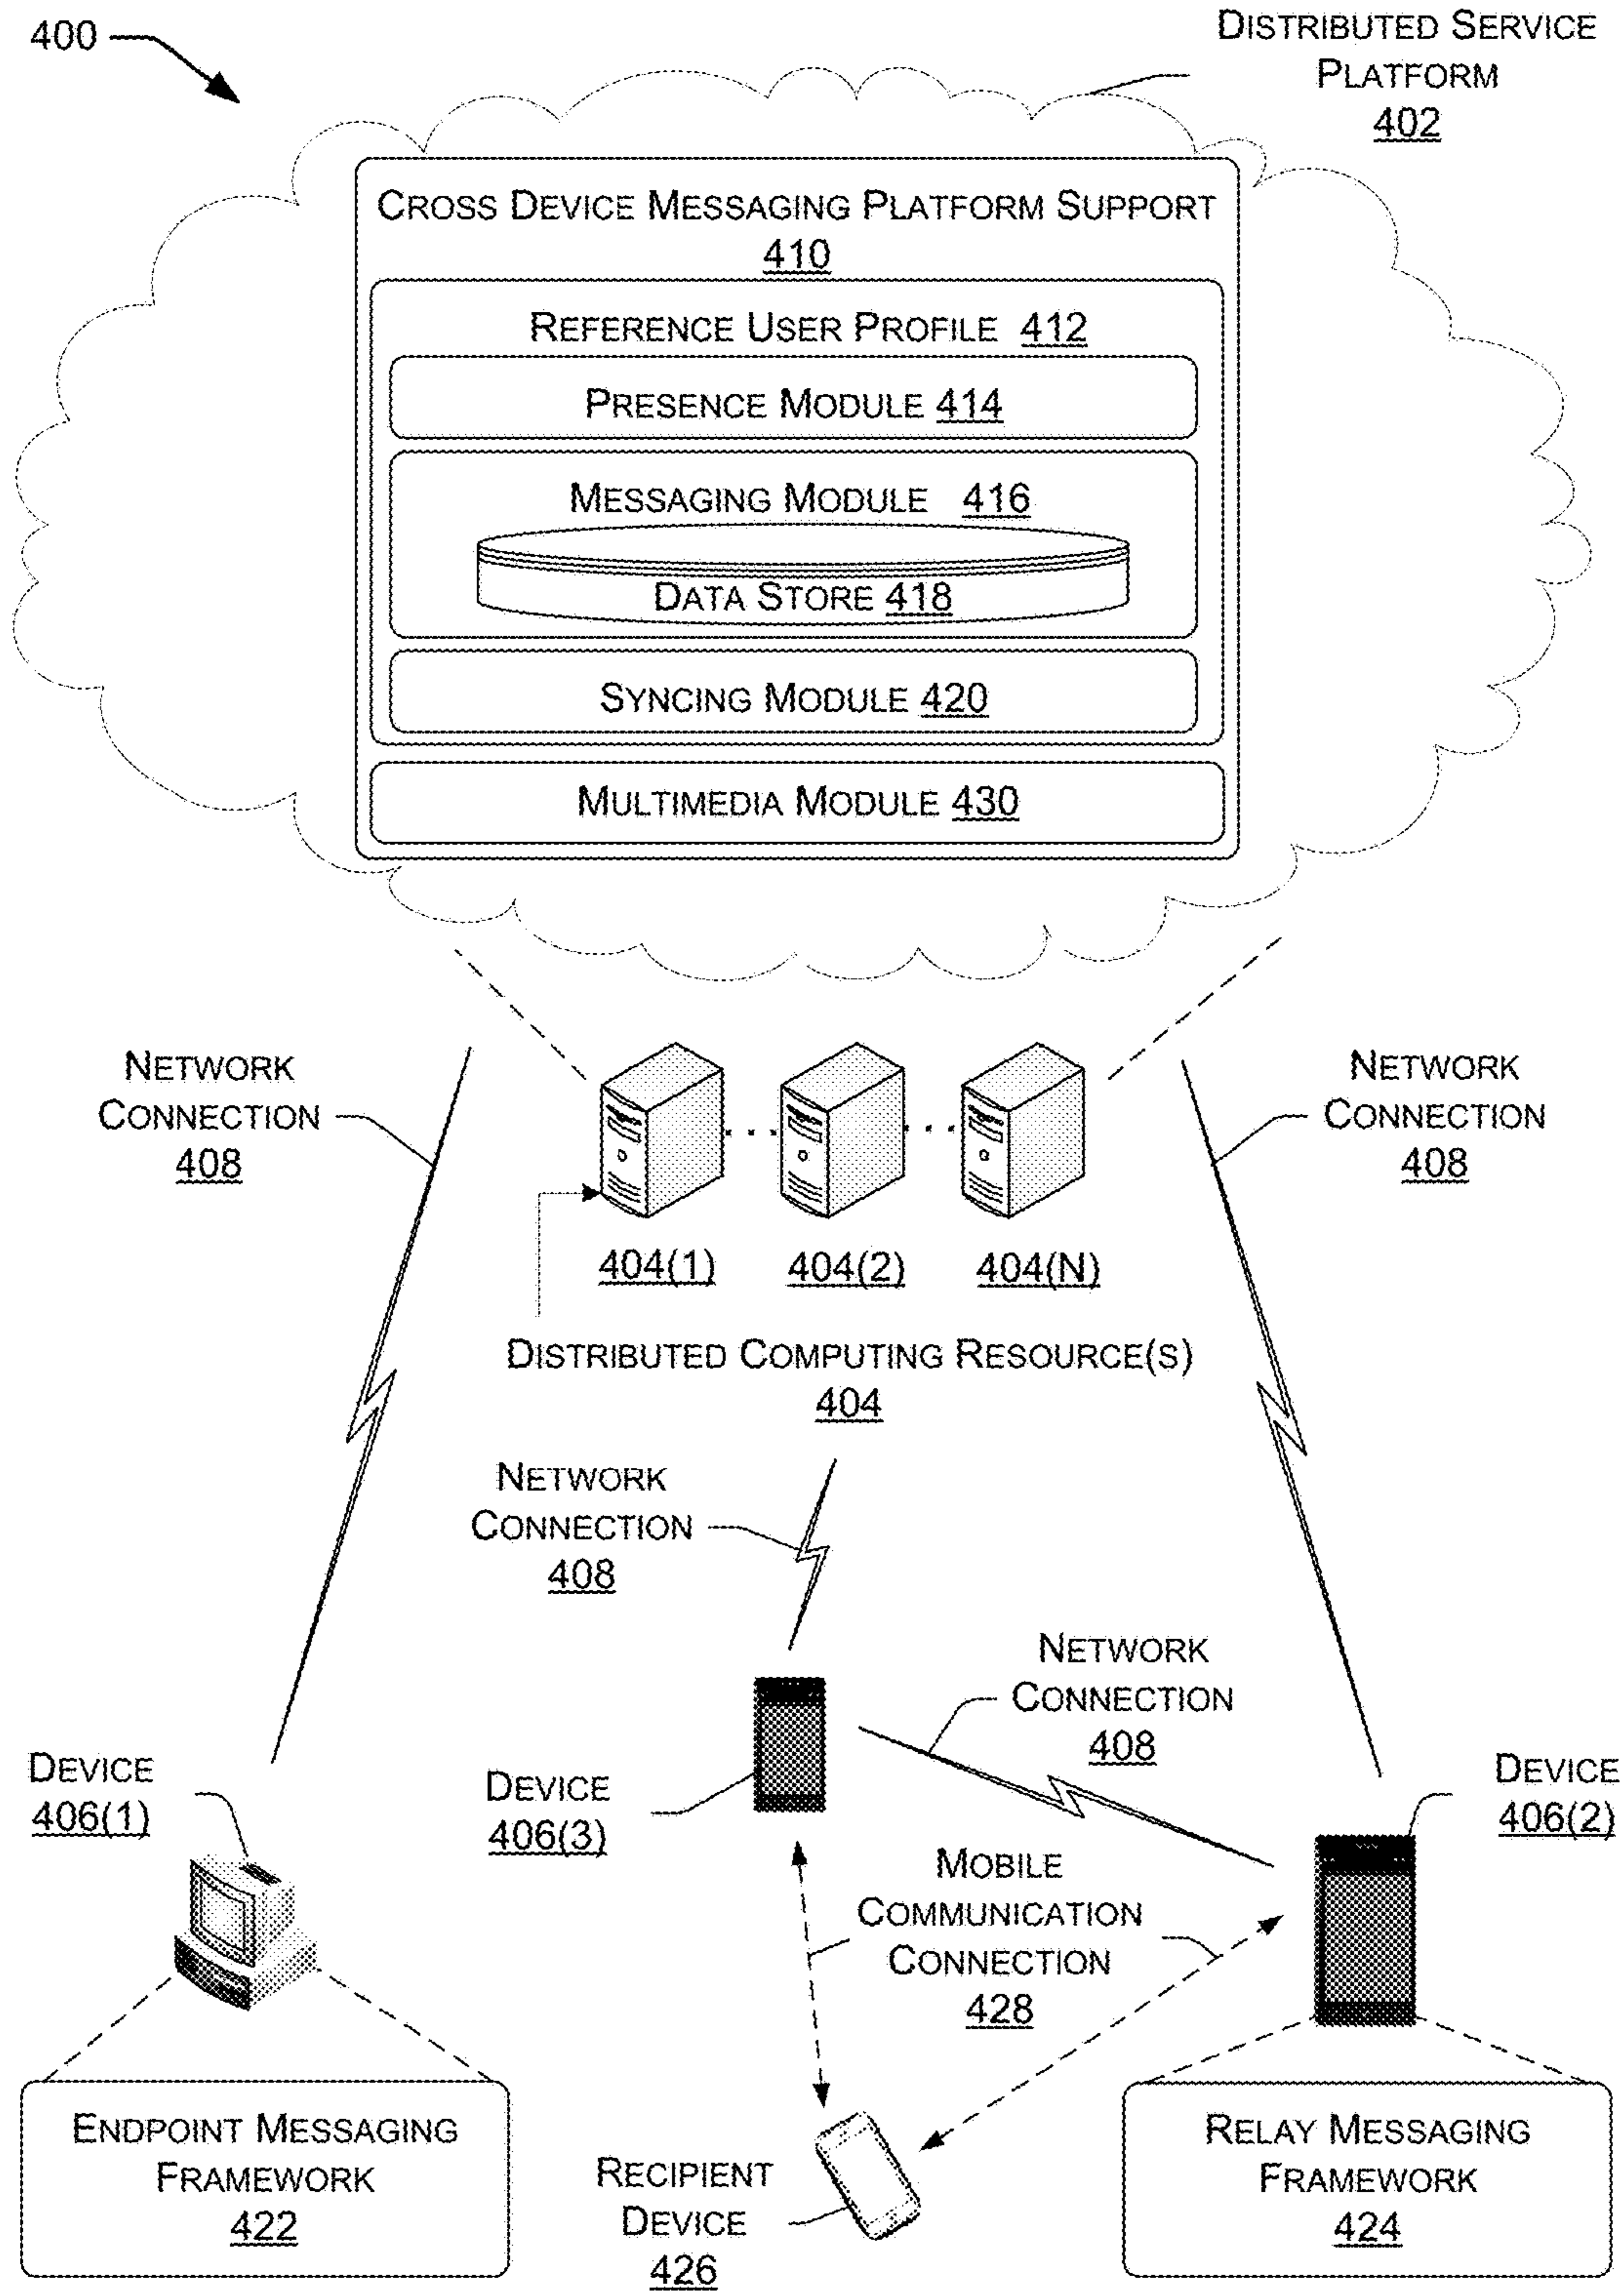 400
DISTRIBUTED SERVICE
PLATFORM
402
CROSS DEVICE MESSAGING PLATFORM SUPPORT
410
REFERENCE USER PROFILE 412
PRESENCE MODULE 414
MESSAGING MODULE 416
DATA STORE 418
SYNCING MODULE 420
MULTIMEDIA MODULE 430
NETWORK
CONNECTION
408
NETWORK
CONNECTION
408
404(1) 404(2) 404(N)
DISTRIBUTED COMPUTING RESOURCE(S)
404
NETWORK
CONNECTION
408
NETWORK
CONNECTION
408
DEVICE
406(1)
DEVICE
406(3)
DEVICE
406(2)
MOBILE
COMMUNICATION
CONNECTION
428
ENDPOINT MESSAGING
FRAMEWORK
422
RECIPIENT
DEVICE
426
RELAY MESSAGING
FRAMEWORK
424